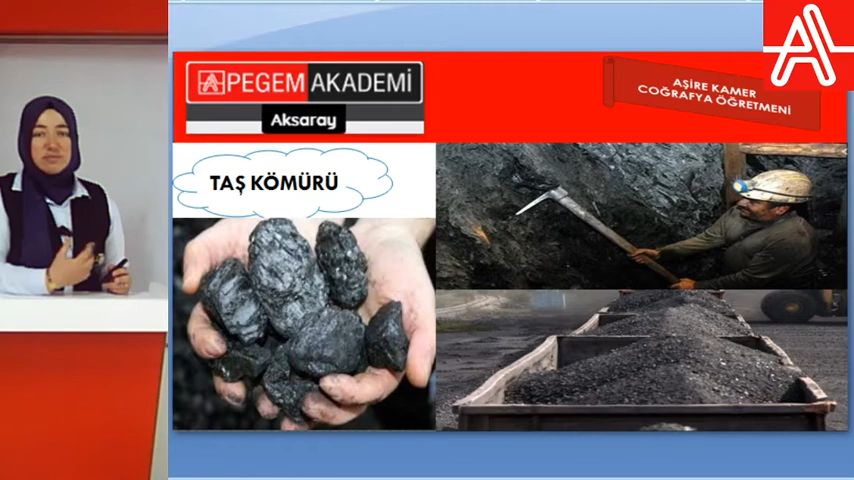 PEGEM AKADEMİ
Aksaray
AŞİRE KAMER
COĞRAFYA ÖĞRETMENİ
TAŞ KÖMÜRÜ